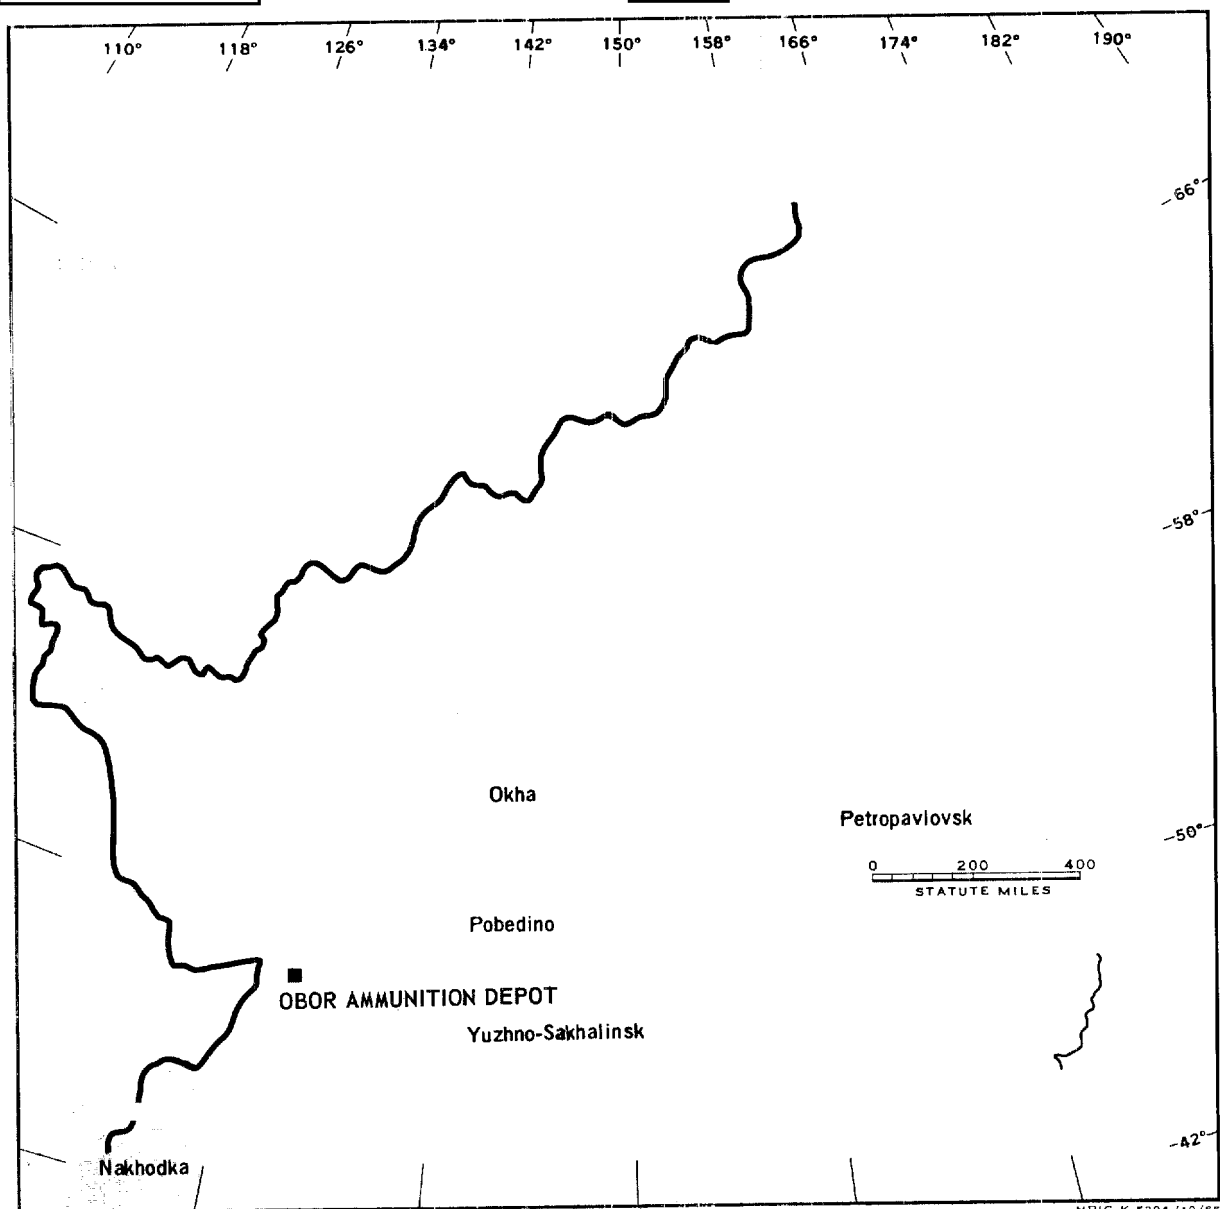 110° 118° 126° 134° 142° 150° 158° 166° 174° 182° 190°
66°
58°
Okha
Petropavlovsk
50°
0 200 400
STATUTE MILES
Pobedino
OBOR AMMUNITION DEPOT
Yuzhno-Sakhalinsk
42°
Nakhodka